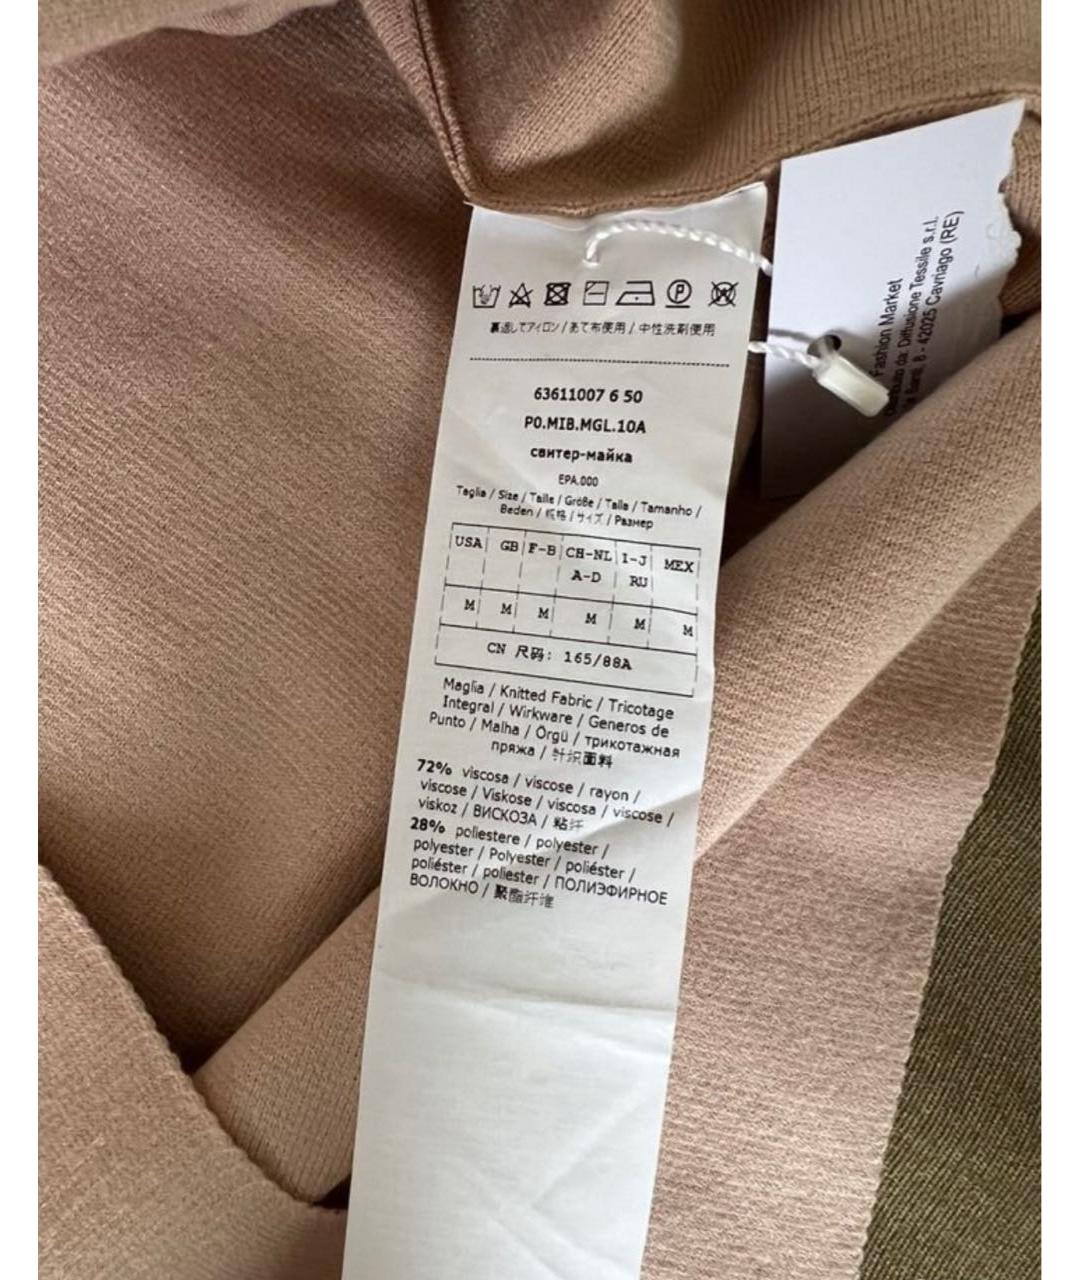 裏返してアイロン / あて布使用 / 中性洗剤使用
63611007 6 50
P0.MIB.MGL.10A
свитер-майка
EPA.000
Taglia / Size / Taille / Größe / Talla / Tamanho /
Beden / 规格 / サイズ / Размер
USA GB F-B CH-NL I-J MEX
A-D RU
M M M M M M
CN 尺码: 165/88A
Maglia / Knitted Fabric / Tricotage
Integral / Wirkware / Generos de
Punto / Malha / Örgü / трикотажная
пряжа / 针织面料
72% viscosa / viscose / rayon /
viscose / Viskose / viscosa / viscose /
viskoz / ВИСКОЗА / 粘纤
28% poliestere / polyester /
polyester / Polyester / poliéster /
poliéster / poliester / ПОЛИЭФИРНОЕ
ВОЛОКНО / 聚酯纤维
Fashion Market
da: Diffusione Tessile s.r.l.
8 - 42025 Cavriago (RE)